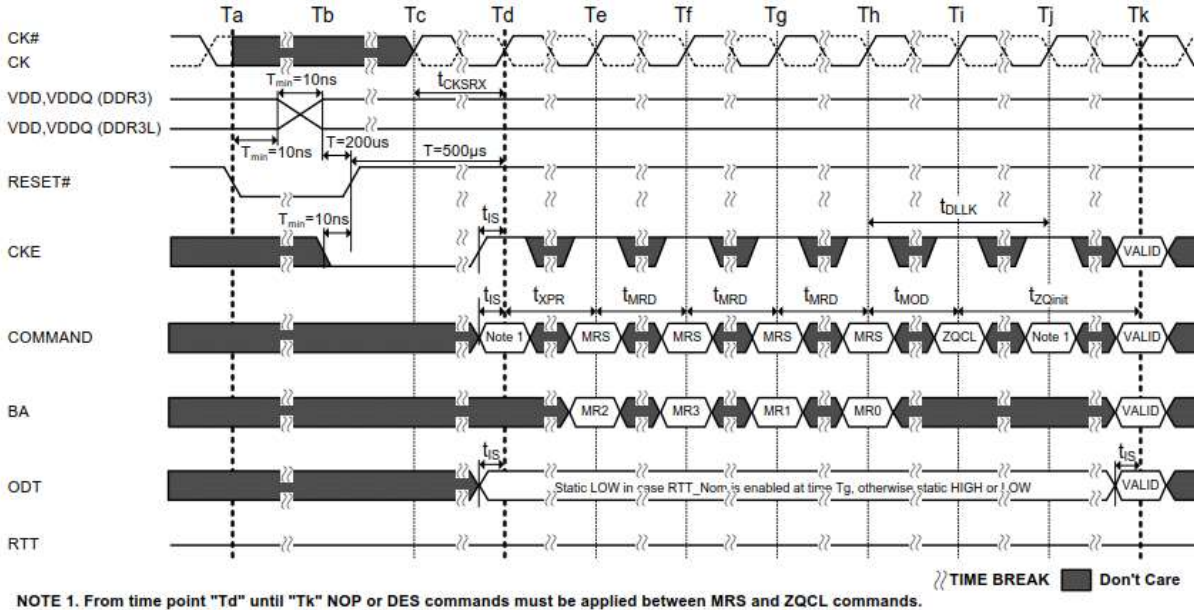 Ta Tb Tc Td Te Tf Tg Th Ti Tj Tk
CK#
CK
Tmin=10ns
tCKSRX
VDD,VDDQ (DDR3)
VDD,VDDQ (DDR3L)
Tmin=10ns
T=200us
T=500µs
RESET#
Tmin=10ns
tIS
tDLLK
CKE
VALID
tIS tXPR tMRD tMRD tMRD tMOD tZQinit
COMMAND
Note 1 MRS MRS MRS MRS ZQCL Note 1 VALID
BA
MR2 MR3 MR1 MR0 VALID
tIS
tIS
ODT
Static LOW in case RTT_Nom is enabled at time Tg, otherwise static HIGH or LOW
VALID
RTT
TIME BREAK Don't Care
NOTE 1. From time point "Td" until "Tk" NOP or DES commands must be applied between MRS and ZQCL commands.